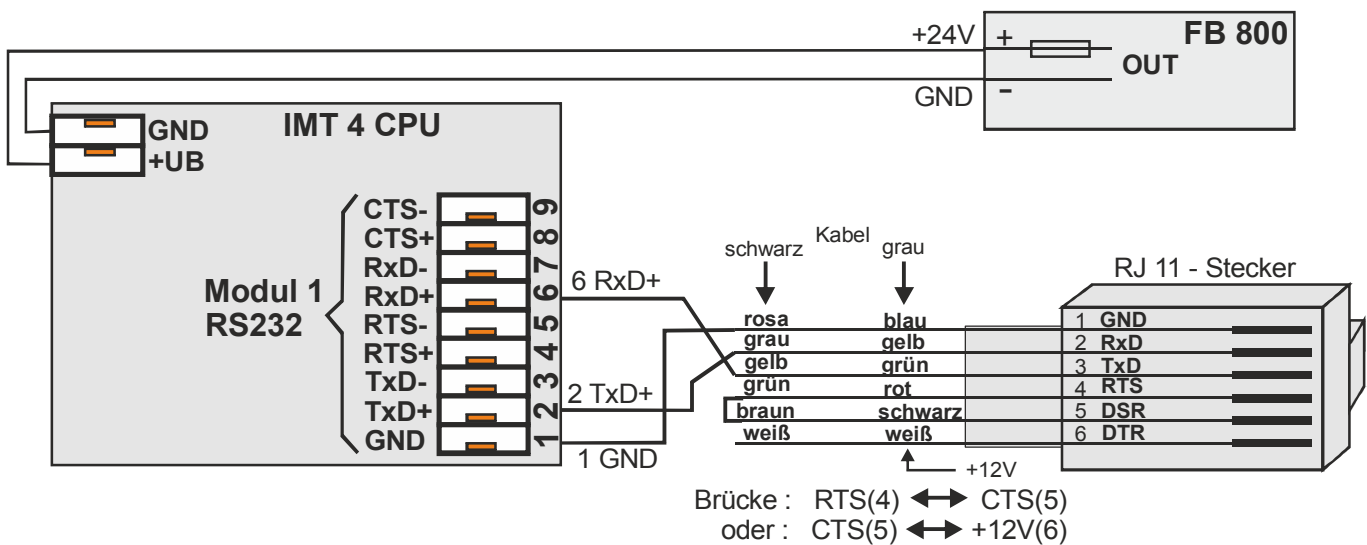 +24V + FB 800
OUT
GND -
GND IMT 4 CPU
+UB
CTS- 9
CTS+ 8
RxD- 7
RxD+ 6 6 RxD+
RTS- 5
RTS+ 4
TxD- 3
TxD+ 2 2 TxD+
GND 1 1 GND
Modul 1
RS232
schwarz Kabel grau
RJ 11 - Stecker
rosa blau 1 GND
grau gelb 2 RxD
gelb grün 3 TxD
grün rot 4 RTS
braun schwarz 5 DSR
weiß weiß 6 DTR
+12V
Brücke : RTS(4) CTS(5)
oder : CTS(5) +12V(6)